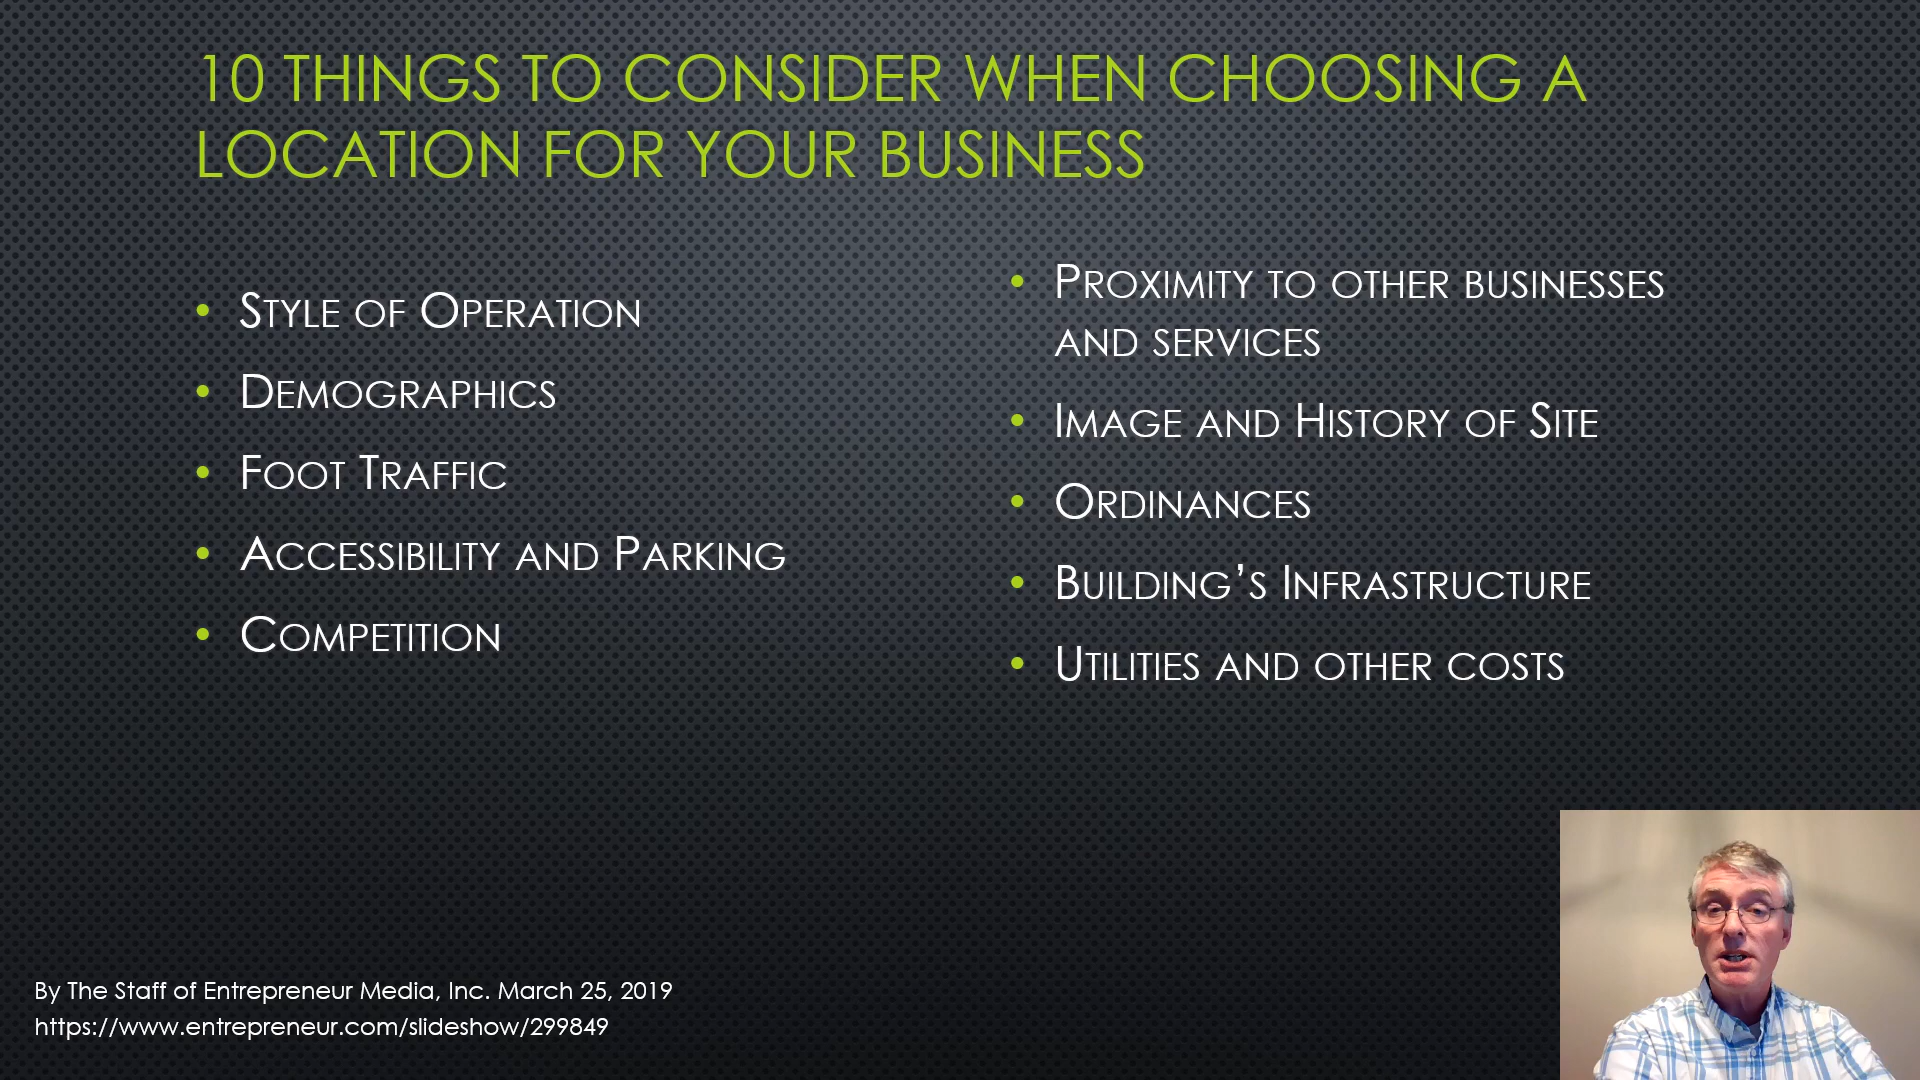 10 THINGS TO CONSIDER WHEN CHOOSING A
LOCATION FOR YOUR BUSINESS
• STYLE OF OPERATION
• DEMOGRAPHICS
• FOOT TRAFFIC
• ACCESSIBILITY AND PARKING
• COMPETITION
• PROXIMITY TO OTHER BUSINESSES
AND SERVICES
• IMAGE AND HISTORY OF SITE
• ORDINANCES
• BUILDING’S INFRASTRUCTURE
• UTILITIES AND OTHER COSTS
By The Staff of Entrepreneur Media, Inc. March 25, 2019
https://www.entrepreneur.com/slideshow/299849